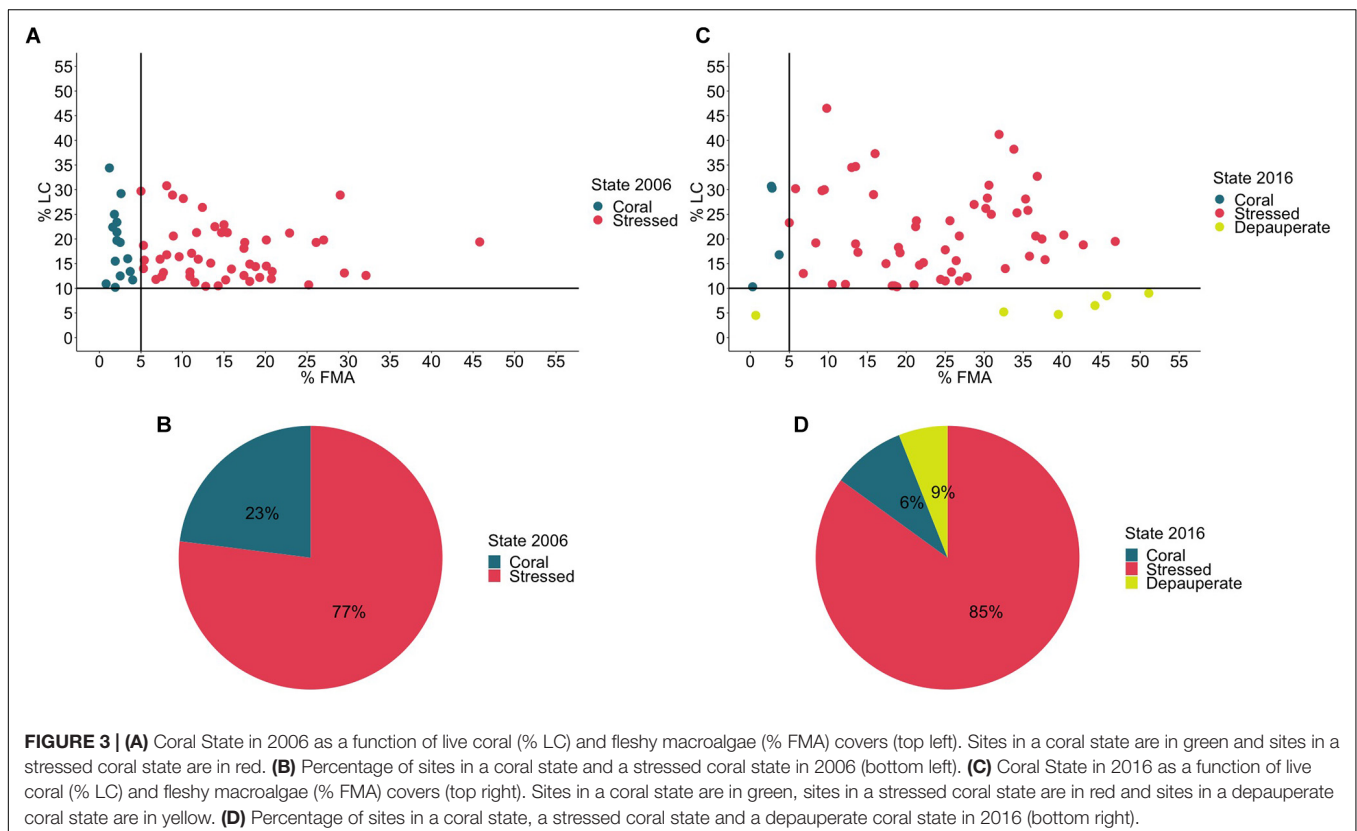 A
55
50
45
40
35
30
25
20
15
10
5
0
% LC
0 5 10 15 20 25 30 35 40 45 50 55
% FMA
State 2006
Coral
Stressed
C
55
50
45
40
35
30
25
20
15
10
5
0
% LC
0 5 10 15 20 25 30 35 40 45 50 55
% FMA
State 2016
Coral
Stressed
Depauperate
B
23%
77%
State 2006
Coral
Stressed
D
6%
9%
85%
State 2016
Coral
Stressed
Depauperate
FIGURE 3 | (A) Coral State in 2006 as a function of live coral (% LC) and fleshy macroalgae (% FMA) covers (top left). Sites in a coral state are in green and sites in a
stressed coral state are in red. (B) Percentage of sites in a coral state and a stressed coral state in 2006 (bottom left). (C) Coral State in 2016 as a function of live
coral (% LC) and fleshy macroalgae (% FMA) covers (top right). Sites in a coral state are in green, sites in a stressed coral state are in red and sites in a depauperate
coral state are in yellow. (D) Percentage of sites in a coral state, a stressed coral state and a depauperate coral state in 2016 (bottom right).